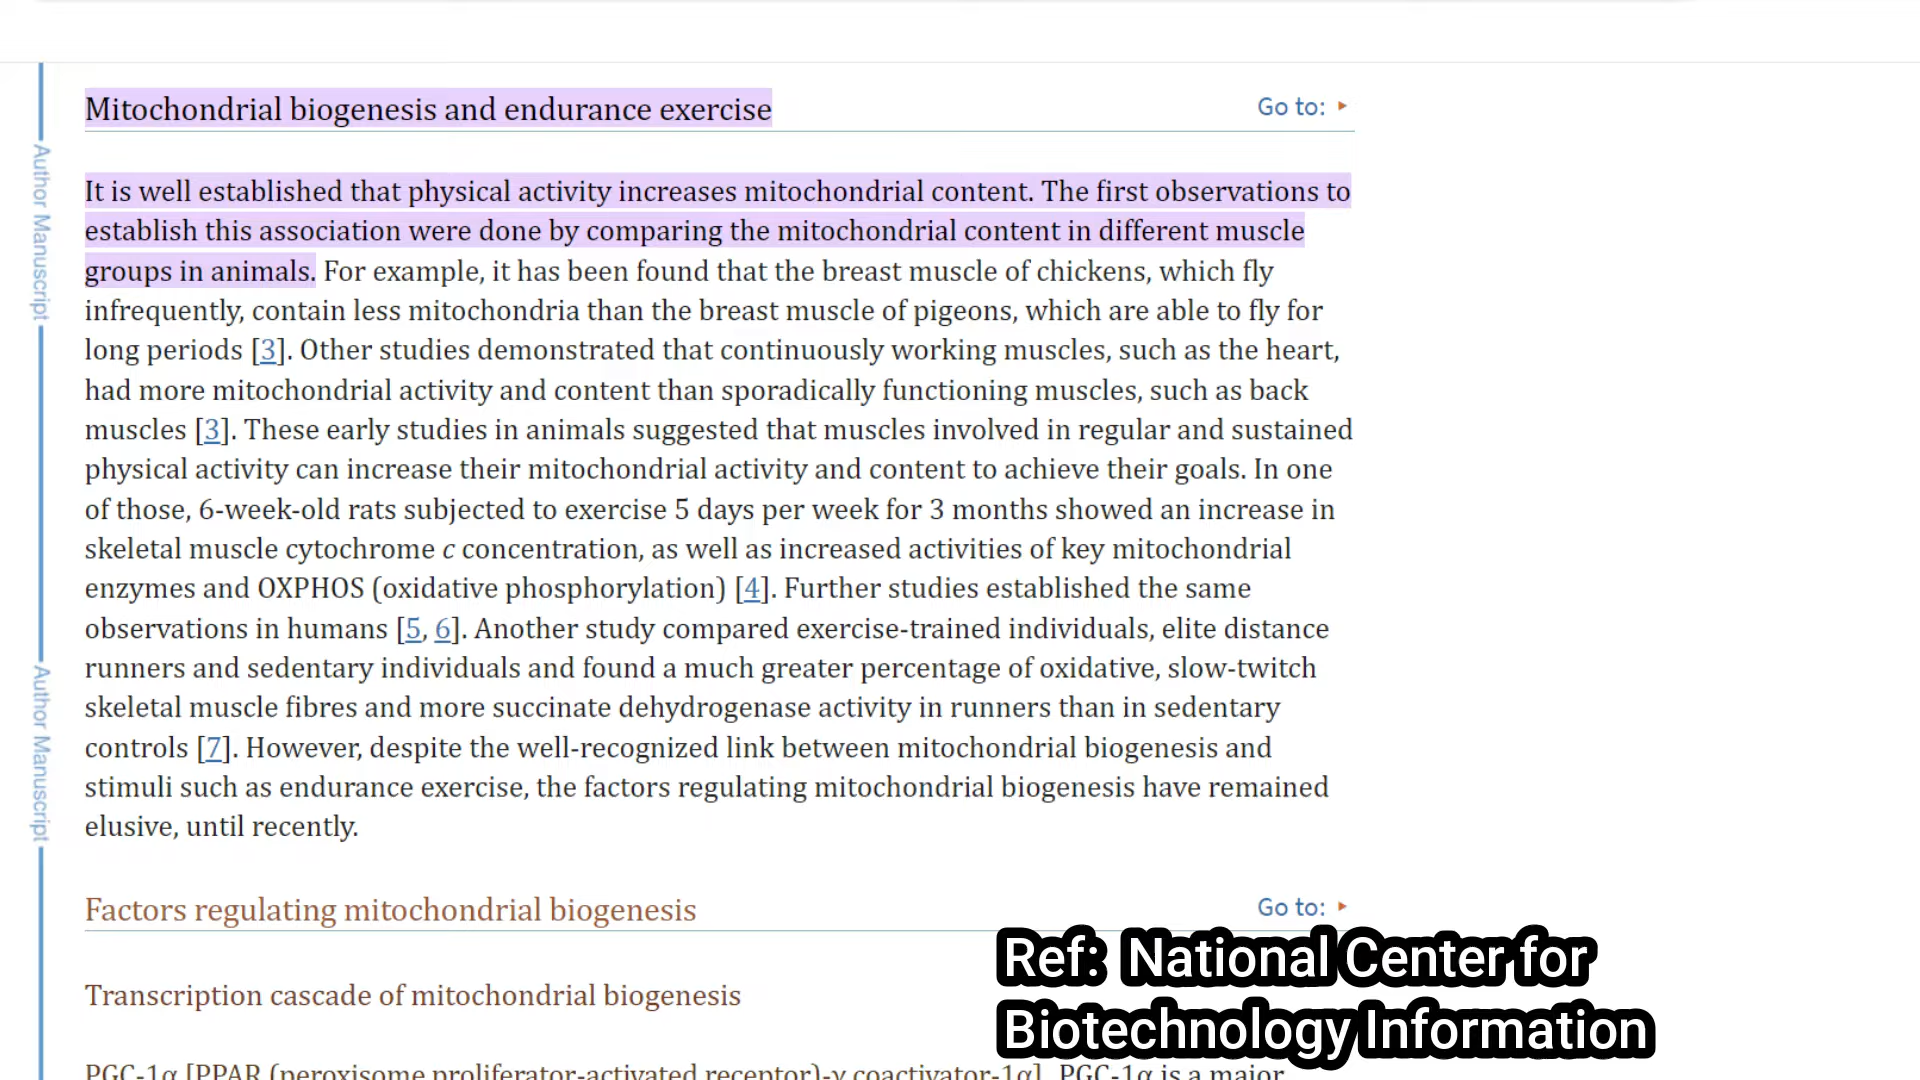 Mitochondrial biogenesis and endurance exercise
Go to: ▸
It is well established that physical activity increases mitochondrial content. The first observations to
establish this association were done by comparing the mitochondrial content in different muscle
groups in animals. For example, it has been found that the breast muscle of chickens, which fly
infrequently, contain less mitochondria than the breast muscle of pigeons, which are able to fly for
long periods [3]. Other studies demonstrated that continuously working muscles, such as the heart,
had more mitochondrial activity and content than sporadically functioning muscles, such as back
muscles [3]. These early studies in animals suggested that muscles involved in regular and sustained
physical activity can increase their mitochondrial activity and content to achieve their goals. In one
of those, 6-week-old rats subjected to exercise 5 days per week for 3 months showed an increase in
skeletal muscle cytochrome c concentration, as well as increased activities of key mitochondrial
enzymes and OXPHOS (oxidative phosphorylation) [4]. Further studies established the same
observations in humans [5, 6]. Another study compared exercise-trained individuals, elite distance
runners and sedentary individuals and found a much greater percentage of oxidative, slow-twitch
skeletal muscle fibres and more succinate dehydrogenase activity in runners than in sedentary
controls [7]. However, despite the well-recognized link between mitochondrial biogenesis and
stimuli such as endurance exercise, the factors regulating mitochondrial biogenesis have remained
elusive, until recently.
Factors regulating mitochondrial biogenesis
Go to: ▸
Transcription cascade of mitochondrial biogenesis
PGC-1α [PPAR (peroxisome proliferator-activated receptor)-γ coactivator-1α]. PGC-1α is a major
Author Manuscript
Author Manuscript
Ref: National Center for
Biotechnology Information